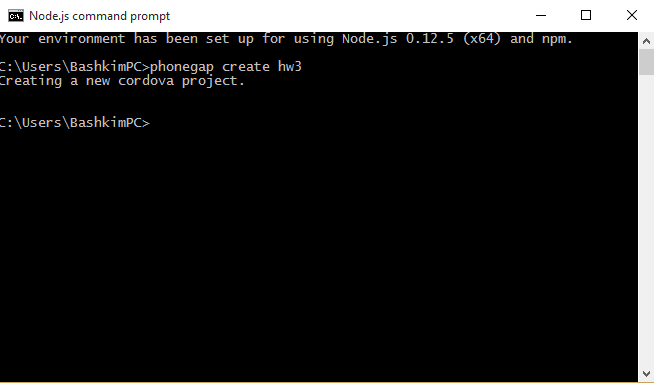 Node.js command prompt
Your environment has been set up for using Node.js 0.12.5 (x64) and npm.
C:\Users\BashkimPC>phonegap create hw3
Creating a new cordova project.
C:\Users\BashkimPC>